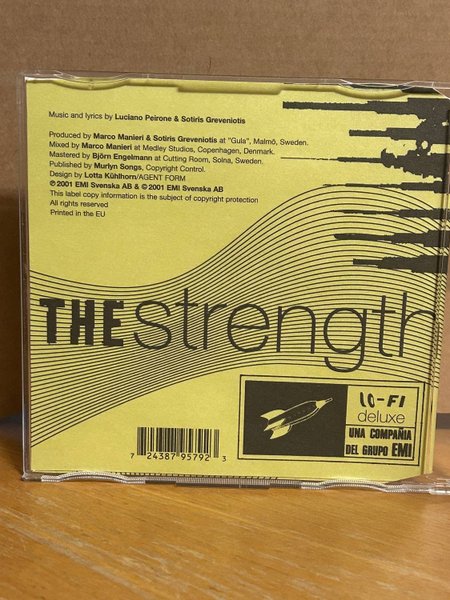 Music and lyrics by Luciano Peirone & Sotiris Greveniotis
Produced by Marco Manieri & Sotiris Greveniotis at "Gula", Malmö, Sweden.
Mixed by Marco Manieri at Medley Studios, Copenhagen, Denmark.
Mastered by Björn Engelmann at Cutting Room, Solna, Sweden.
Published by Murlyn Songs, Copyright Control.
Design by Lotta Kühlhorn/AGENT FORM
℗ 2001 EMI Svenska AB & © 2001 EMI Svenska AB
This label copy information is the subject of copyright protection
All rights reserved
Printed in the EU
THE strength
LO-FI
deluxe
UNA COMPAÑIA
DEL GRUPO EMI
7 24387 95792 3